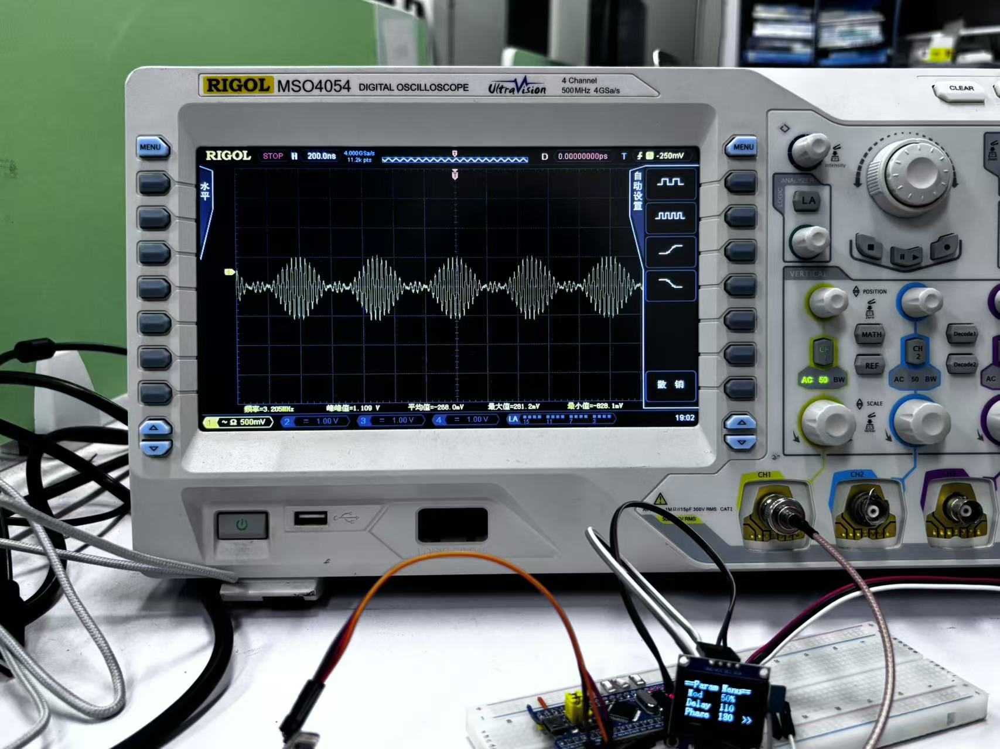 RIGOL MSO4054 DIGITAL OSCILLOSCOPE UltraVision 4 Channel
500MHz 4GSa/s
CLEAR
MENU
MENU
RIGOL STOP H 200.0ns 4.000GSa/s
11.2k pts
D 0.00000000ps T 1 -250mV
T
T
水平
自动设置
1
撤销
频率=3.205MHz 峰峰值=1.109 V 平均值=-268.0mV 最大值=281.2mV 最小值=-828.1mV
1 ~ Ω 500mV 2 = 1.00 V 3 = 1.00 V 4 = 1.00 V LA 15 11 7 3
19:02
Intensity
Zoom
ANALYZER
LOGIC
LA
VERTICAL
POSITION
Zero
MATH
REF
Decode1
Decode2
CH 1
CH 2
AC 50 BW
AC 50 BW
AC
SCALE
Vernier
CH1
CH2
CH3
1MΩ//15pF 300V RMS CATI
V RMS
==Param Menu==
Mod 50%
Delay 110
Phase 180 >>